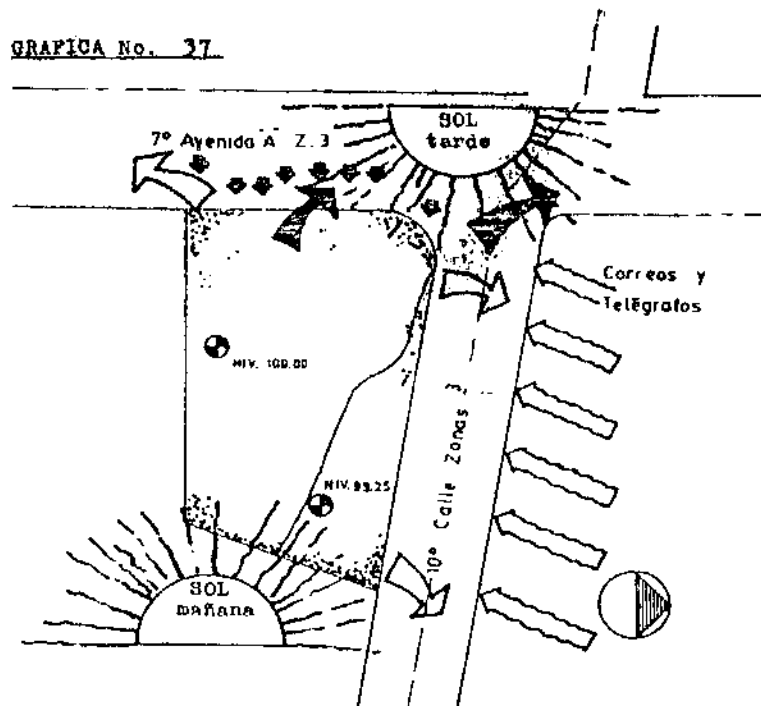 GRAFICA No. 37
SOL
tarde
7º Avenida "A" Z. 3
Correos y
Telégrafos
NIV. 100.00
10º Calle Zonas 3
NIV. 99.25
SOL
mañana